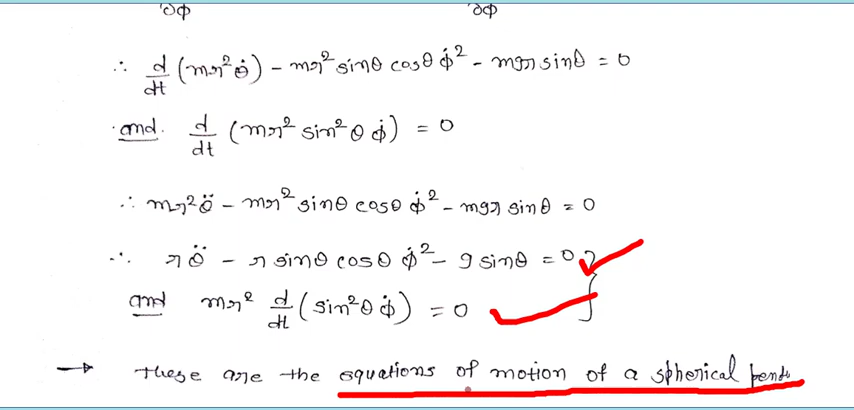 ∂ϕ ∂ϕ
∴ d/dt (mr²θ̇) - mr² sinθ cosθ ϕ̇² - mgr sinθ = 0
and. d/dt (mr² sin²θ ϕ̇) = 0
∴ mr²θ̈ - mr² sinθ cosθ ϕ̇² - mgr sinθ = 0
∴ rθ̈ - r sinθ cosθ ϕ̇² - g sinθ = 0
and mr² d/dt (sin²θ ϕ̇) = 0
→ These are the equations of motion of a spherical